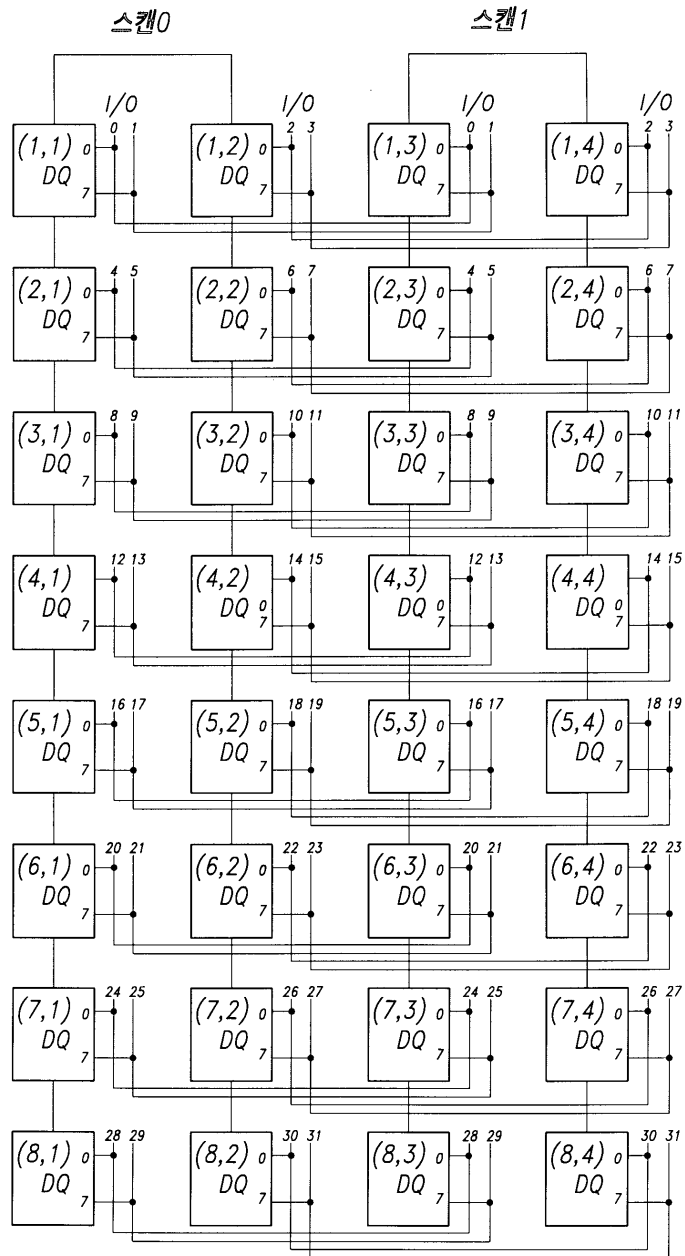 스캔0 스캔1
I/O I/O I/O I/O
0 1 2 3 0 1 2 3
(1,1) 0 (1,2) 0 (1,3) 0 (1,4) 0
DQ DQ DQ DQ
7 7 7 7
4 5 6 7 4 5 6 7
(2,1) 0 (2,2) 0 (2,3) 0 (2,4) 0
DQ DQ DQ DQ
7 7 7 7
8 9 10 11 8 9 10 11
(3,1) 0 (3,2) 0 (3,3) 0 (3,4) 0
DQ DQ DQ DQ
7 7 7 7
12 13 14 15 12 13 14 15
(4,1) (4,2) (4,3) (4,4)
DQ 0 DQ 0 DQ 0 DQ 0
7 7 7 7
16 17 18 19 16 17 18 19
(5,1) 0 (5,2) 0 (5,3) 0 (5,4) 0
DQ DQ DQ DQ
7 7 7 7
20 21 22 23 20 21 22 23
(6,1) 0 (6,2) 0 (6,3) 0 (6,4) 0
DQ DQ DQ DQ
7 7 7 7
24 25 26 27 24 25 26 27
(7,1) 0 (7,2) 0 (7,3) 0 (7,4) 0
DQ DQ DQ DQ
7 7 7 7
28 29 30 31 28 29 30 31
(8,1) 0 (8,2) 0 (8,3) 0 (8,4) 0
DQ DQ DQ DQ
7 7 7 7